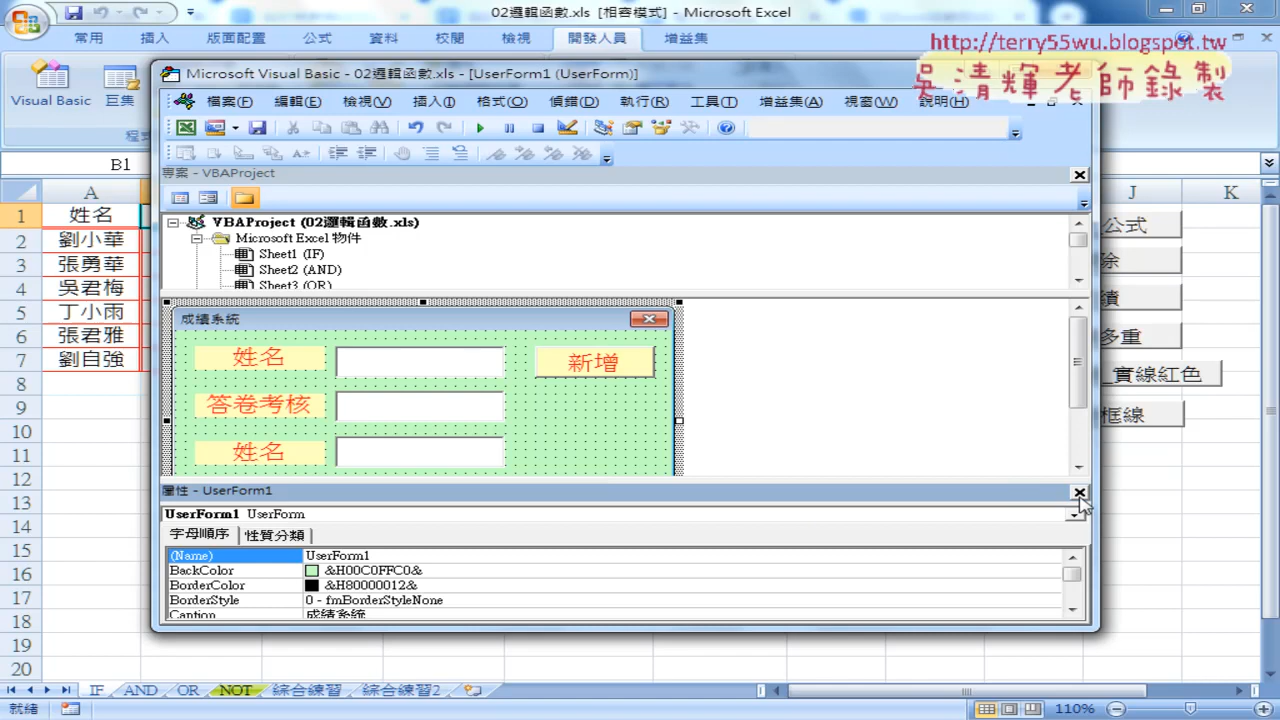 02邏輯函數.xls [相容模式] - Microsoft Excel
常用 插入 版面配置 公式 資料 校閱 檢視 開發人員 增益集
http://terry55wu.blogspot.tw
吳清輝老師錄製
Visual Basic 巨集
Microsoft Visual Basic - 02邏輯函數.xls - [UserForm1 (UserForm)]
檔案(F) 編輯(E) 檢視(V) 插入(I) 格式(O) 偵錯(D) 執行(R) 工具(T) 增益集(A) 視窗(W) 說明(H)
B1
專案 - VBAProject
A J K
VBAProject (02邏輯函數.xls)
Microsoft Excel 物件
Sheet1 (IF)
Sheet2 (AND)
Sheet3 (OR)
1 姓名
2 劉小華
3 張勇華
4 吳君梅
5 丁小雨
6 張君雅
7 劉自強
8
9
10
11
12
13
14
15
16
17
18
19
20
公式
除
績
多重
_實線紅色
框線
成績系統
姓名 新增
答卷考核
姓名
屬性 - UserForm1
UserForm1 UserForm
字母順序 性質分類
(Name) UserForm1
BackColor &H00C0FFC0&
BorderColor &H80000012&
BorderStyle 0 - fmBorderStyleNone
Caption 成績系統
IF AND OR NOT 綜合練習 綜合練習2
就緒 110%